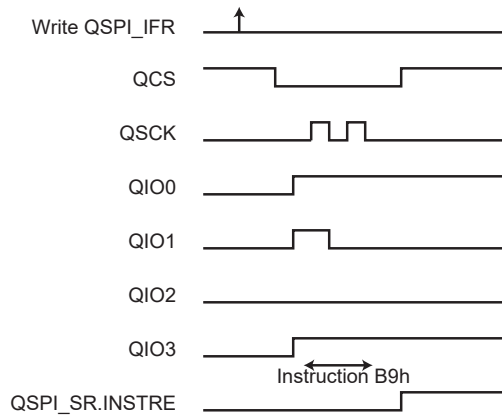 Write QSPI_IFR
QCS
QSCK
QIO0
QIO1
QIO2
QIO3
Instruction B9h
QSPI_SR.INSTRE